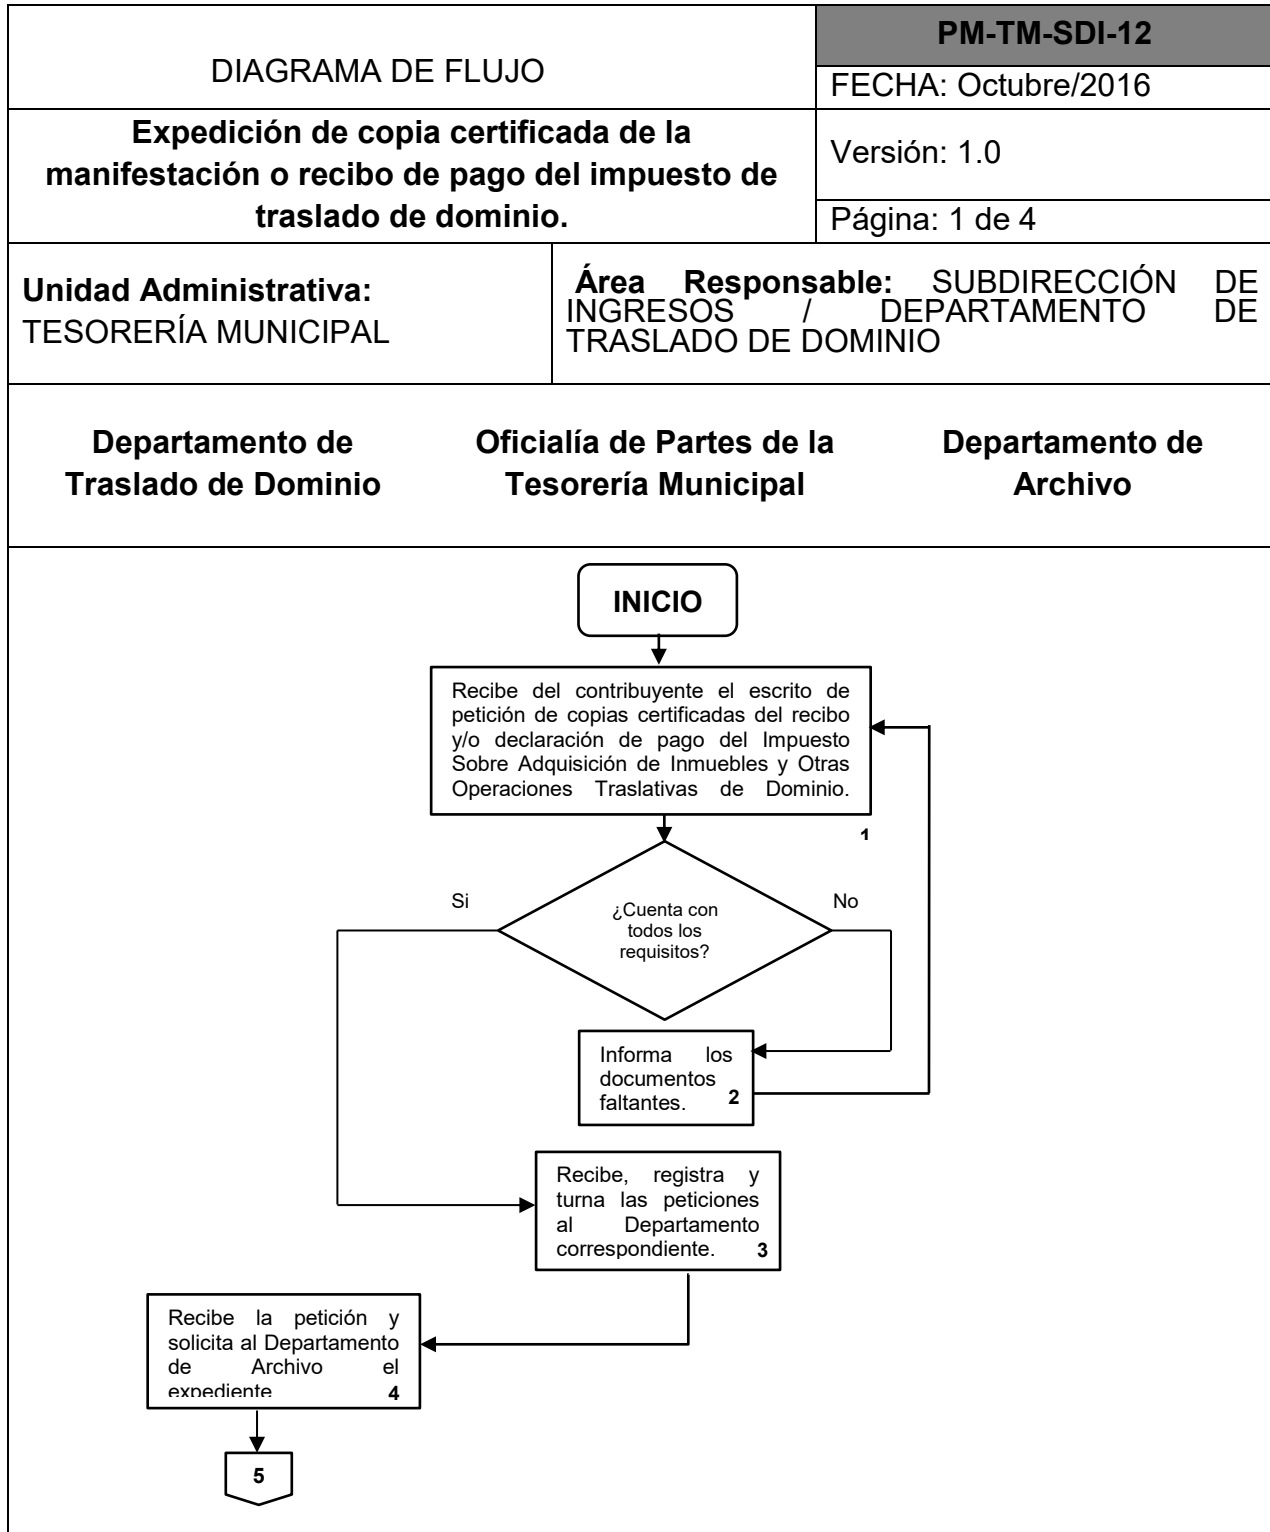 DIAGRAMA DE FLUJO
PM-TM-SDI-12
FECHA: Octubre/2016
Expedición de copia certificada de la
manifestación o recibo de pago del impuesto de
traslado de dominio.
Versión: 1.0
Página: 1 de 4
Unidad Administrativa:
TESORERÍA MUNICIPAL
Área Responsable: SUBDIRECCIÓN DE
INGRESOS / DEPARTAMENTO DE
TRASLADO DE DOMINIO
Departamento de
Traslado de Dominio
Oficialía de Partes de la
Tesorería Municipal
Departamento de
Archivo
INICIO
Recibe del contribuyente el escrito de
petición de copias certificadas del recibo
y/o declaración de pago del Impuesto
Sobre Adquisición de Inmuebles y Otras
Operaciones Traslativas de Dominio.
1
Si
¿Cuenta con
todos los
requisitos?
No
Informa los
documentos
faltantes. 2
Recibe, registra y
turna las peticiones
al Departamento
correspondiente. 3
Recibe la petición y
solicita al Departamento
de Archivo el
expediente 4
5